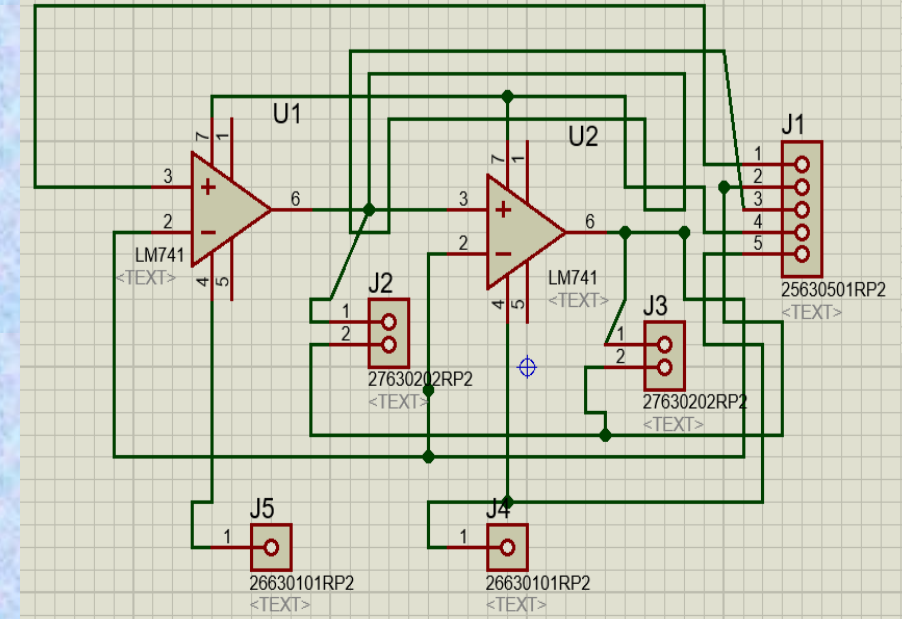 U1
7
1
3
6
2
LM741
<TEXT>
4
5
U2
7
1
3
6
2
LM741
<TEXT>
4
5
J1
1
2
3
4
5
25630501RP2
<TEXT>
J2
1
2
27630202RP2
<TEXT>
J3
1
2
27630202RP2
<TEXT>
J5
1
26630101RP2
<TEXT>
J4
1
26630101RP2
<TEXT>